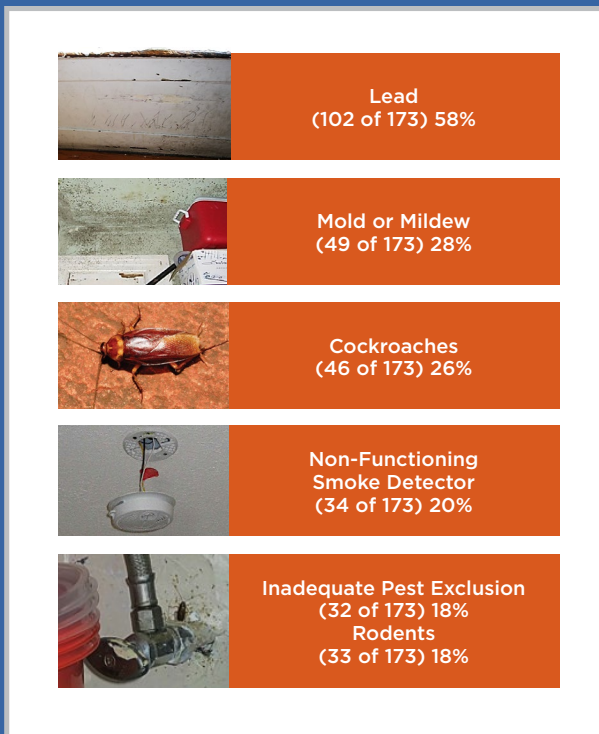 Lead
(102 of 173) 58%
Mold or Mildew
(49 of 173) 28%
Cockroaches
(46 of 173) 26%
Non-Functioning
Smoke Detector
(34 of 173) 20%
Inadequate Pest Exclusion
(32 of 173) 18%
Rodents
(33 of 173) 18%